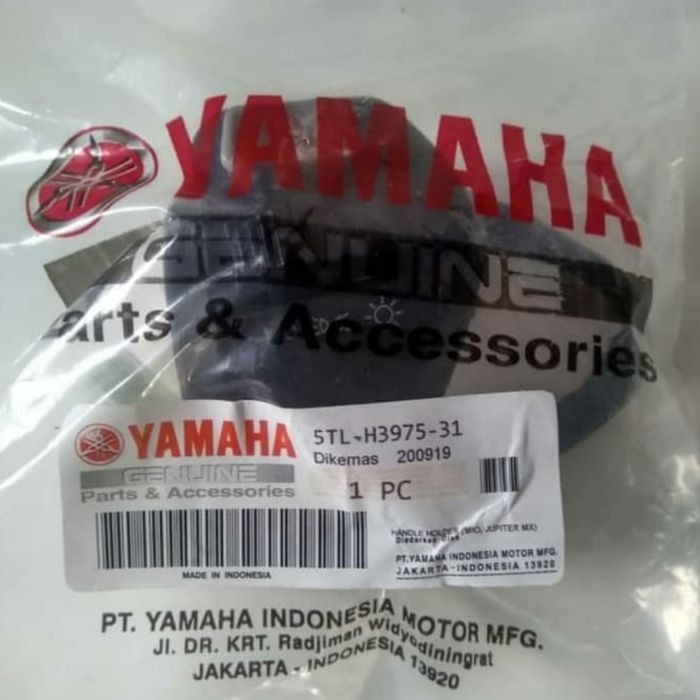 YAMAHA
GENUINE
Parts & Accessories
YAMAHA
GENUINE
Parts & Accessories
5TL-H3975-31
Dikemas 200919
1 PC
HANDLE HOLDER (MIO, JUPITER MX)
Diedarkan Oleh
PT.YAMAHA INDONESIA MOTOR MFG.
JAKARTA-INDONESIA 13920
MADE IN INDONESIA
PT. YAMAHA INDONESIA MOTOR MFG.
Jl. DR. KRT. Radjiman Widyodiningrat
JAKARTA - INDONESIA 13920